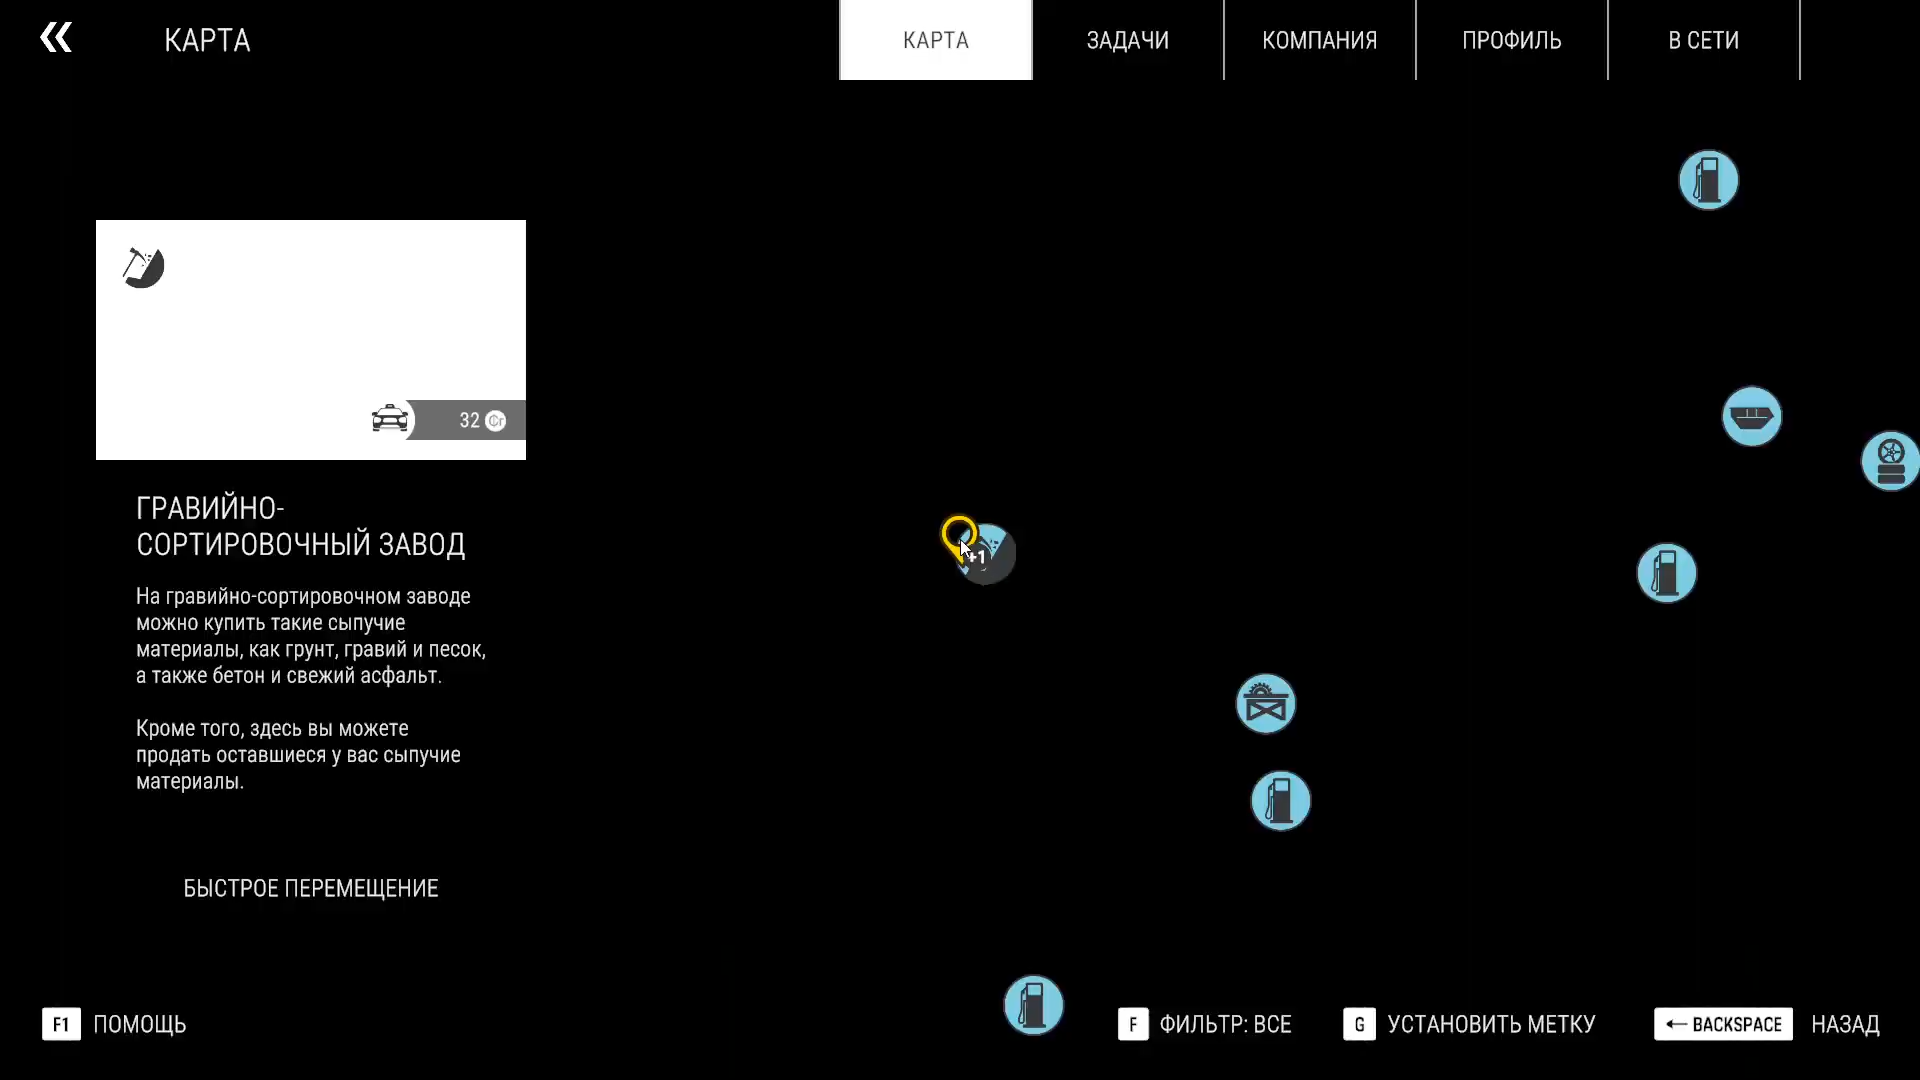 КАРТА
КАРТА
ЗАДАЧИ
КОМПАНИЯ
ПРОФИЛЬ
В СЕТИ
32 Cr
ГРАВИЙНО-
СОРТИРОВОЧНЫЙ ЗАВОД
На гравийно-сортировочном заводе
можно купить такие сыпучие
материалы, как грунт, гравий и песок,
а также бетон и свежий асфальт.
Кроме того, здесь вы можете
продать оставшиеся у вас сыпучие
материалы.
+1
БЫСТРОЕ ПЕРЕМЕЩЕНИЕ
F1 ПОМОЩЬ
F ФИЛЬТР: ВСЕ
G УСТАНОВИТЬ МЕТКУ
← BACKSPACE НАЗАД